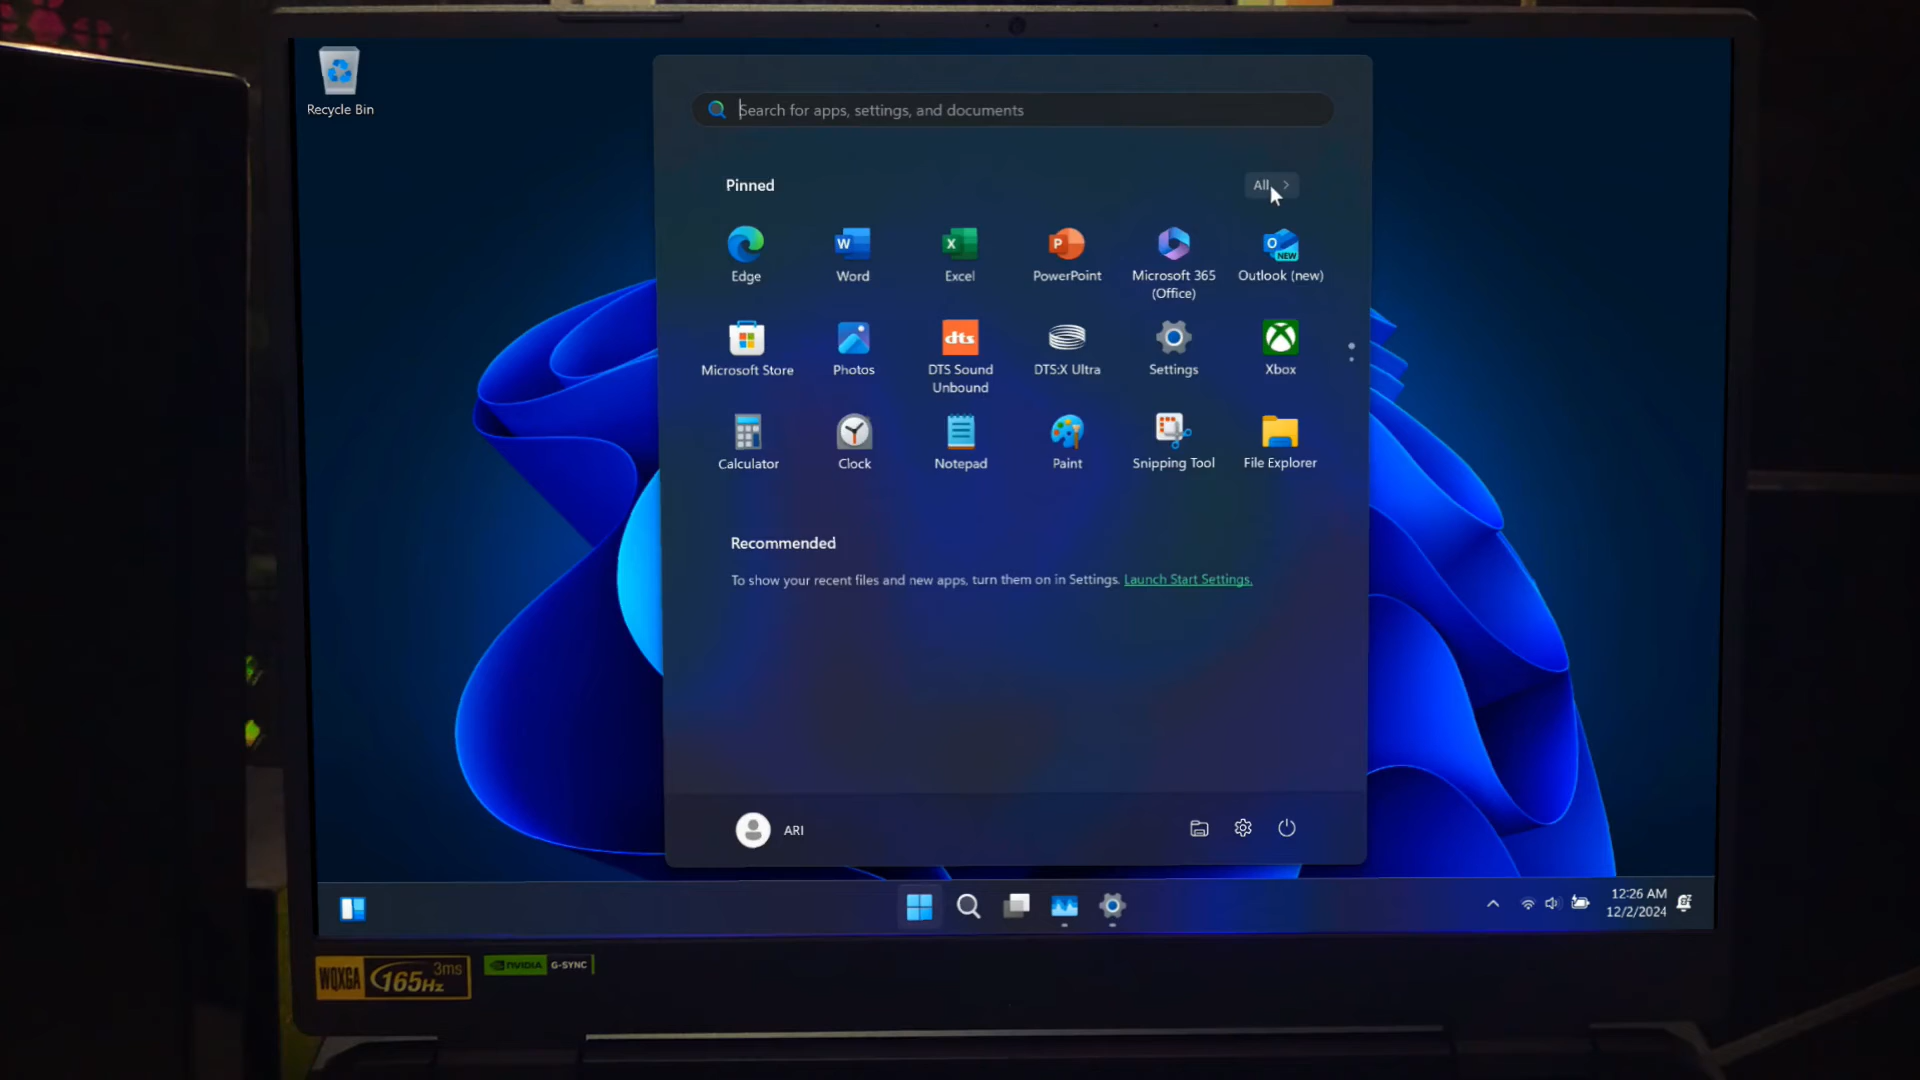 Recycle Bin
Search for apps, settings, and documents
Pinned
All
Edge
Word
Excel
PowerPoint
Microsoft 365
(Office)
Outlook (new)
Microsoft Store
Photos
dts
DTS Sound
Unbound
DTS:X Ultra
Settings
Xbox
Calculator
Clock
Notepad
Paint
Snipping Tool
File Explorer
Recommended
To show your recent files and new apps, turn them on in Settings. Launch Start Settings.
ARI
12:26 AM
12/2/2024
WQXGA 165Hz 3ms
NVIDIA G-SYNC
W
X
P
O
NEW